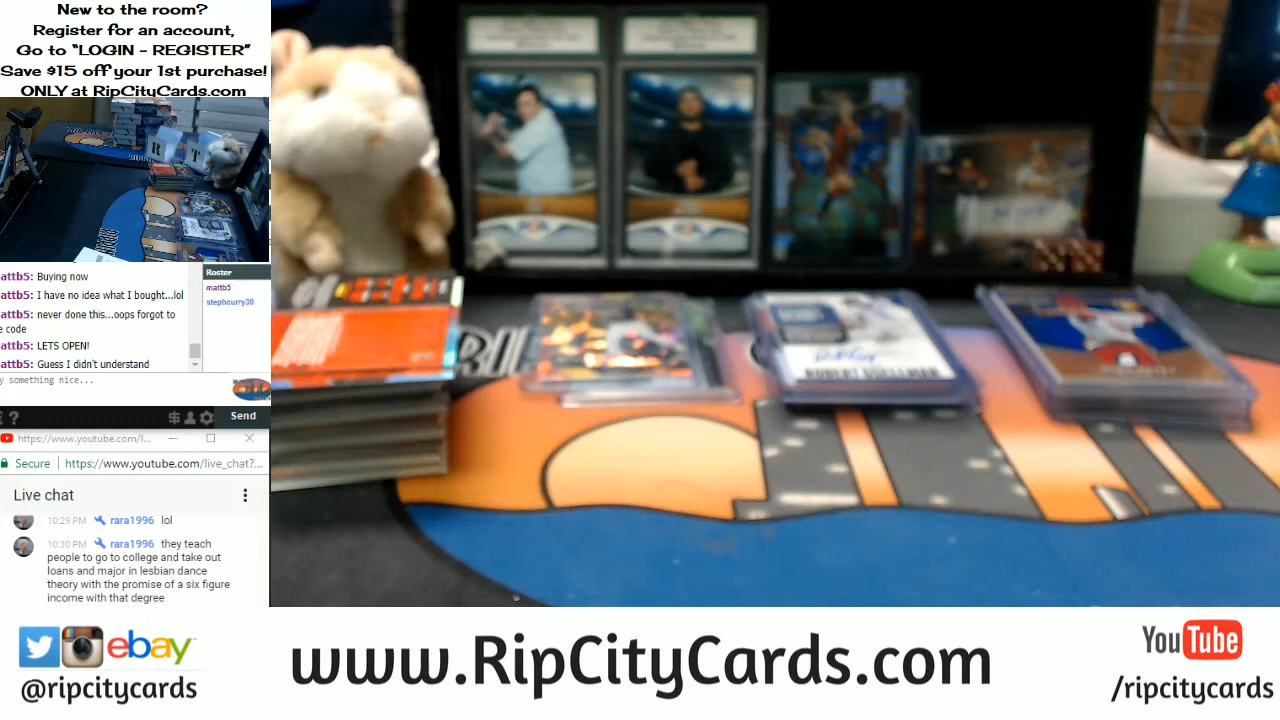 New to the room?
Register for an account,
Go to “LOGIN - REGISTER”
Save $15 off your 1st purchase!
ONLY at RipCityCards.com
R T
attb5: Buying now
attb5: I have no idea what I bought...lol
attb5: never done this...oops forgot to
e code
attb5: LETS OPEN!
attb5: Guess I didn't understand
Roster
mattb5
stephcurry30
y something nice...
Send
https://www.youtube.com/l...
Secure https://www.youtube.com/live_chat?...
Live chat
10:29 PM rara1996 lol
10:30 PM rara1996 they teach
people to go to college and take out
loans and major in lesbian dance
theory with the promise of a six figure
income with that degree
ebay
@ripcitycards
www.RipCityCards.com
YouTube
/ripcitycards